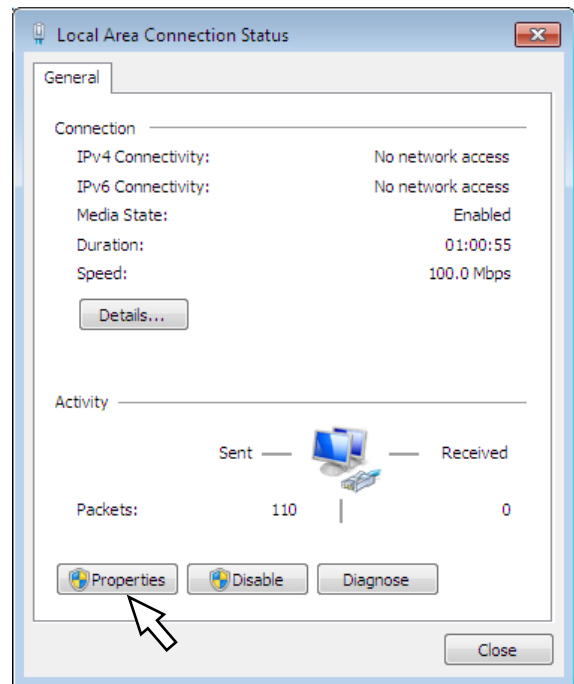 Local Area Connection Status
General
Connection
IPv4 Connectivity: No network access
IPv6 Connectivity: No network access
Media State: Enabled
Duration: 01:00:55
Speed: 100.0 Mbps
Details...
Activity
Sent Received
Packets: 110 0
Properties Disable Diagnose
Close